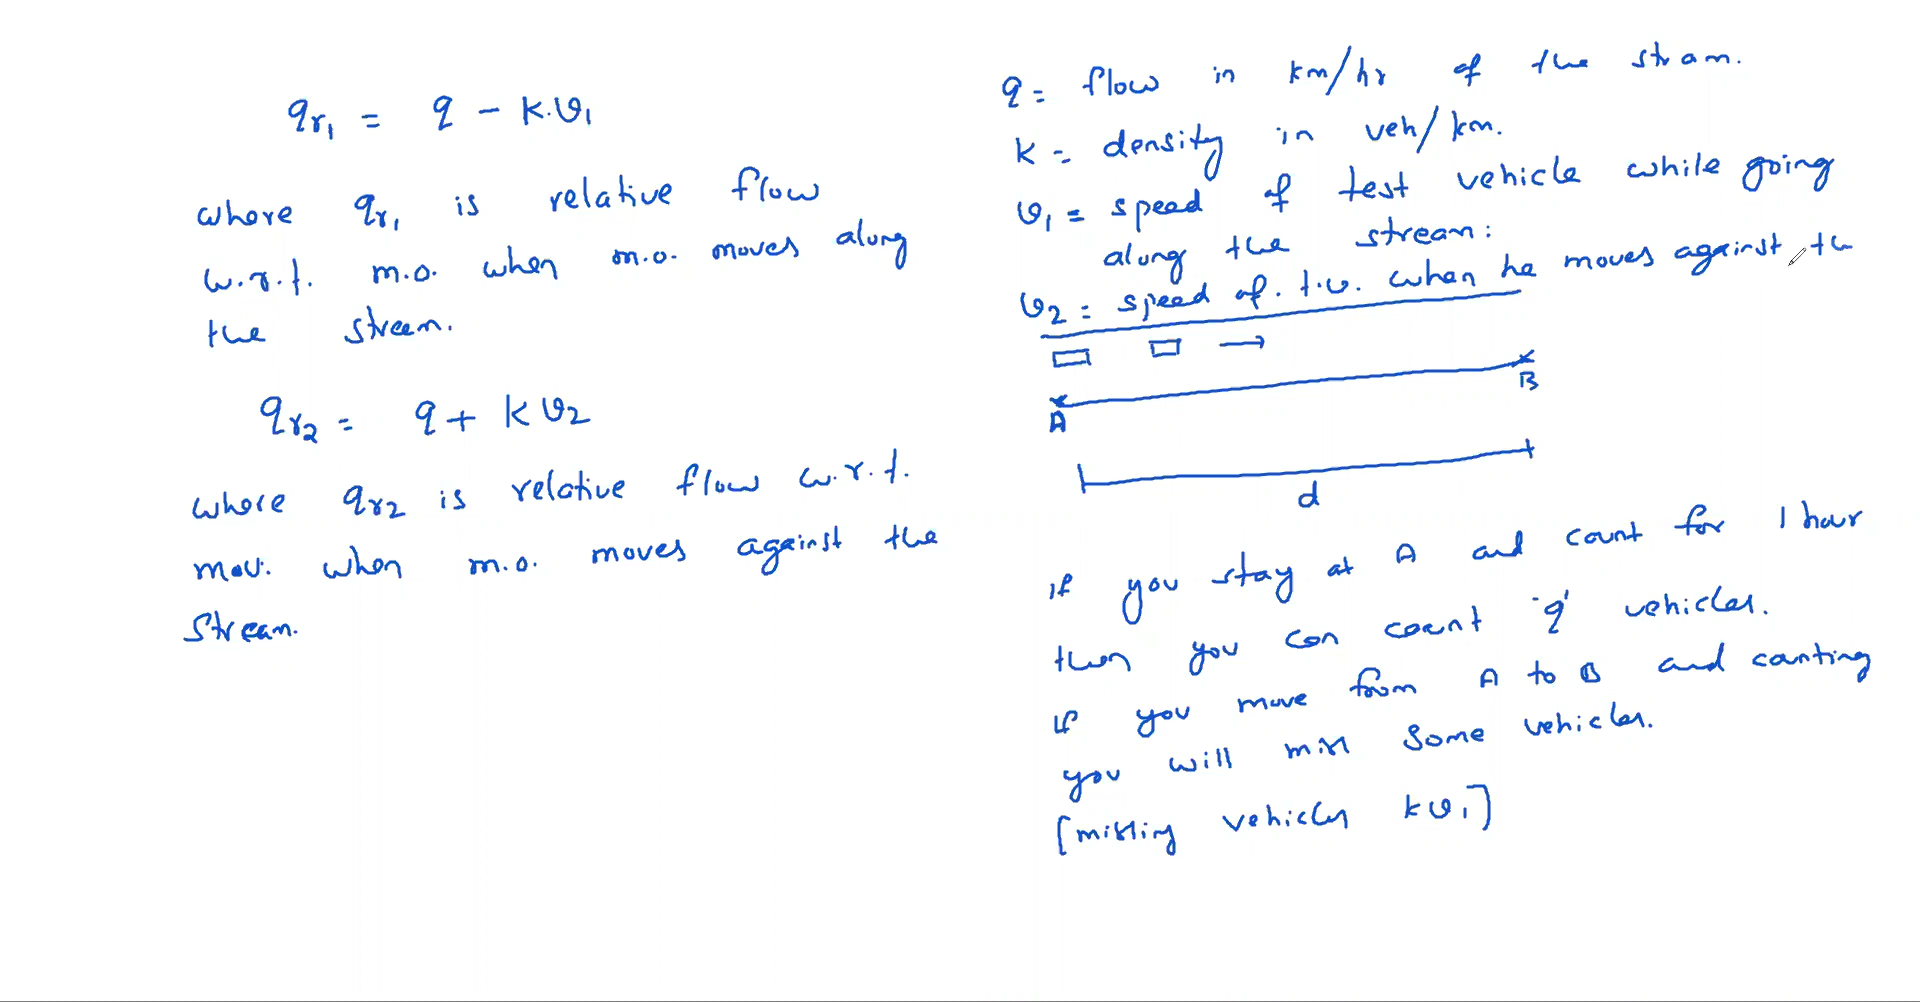 qr1 = q - K.v1
where qr1 is relative flow
w.r.t. m.o. when m.o. moves along
the stream.
qr2 = q + K v2
where qr2 is relative flow w.r.t.
mov. when m.o. moves against the
stream.
q = flow in km/hr of the stram.
K = density in veh/km.
v1 = speed of test vehicle while going
along the stream:
v2 = speed of. t.v. when he moves against th
A
B
d
If you stay at A and count for 1 hour
then you can count 'q' vehicles.
If you move from A to B and counting
you will miss some vehicles.
[missing vehicles kv1]